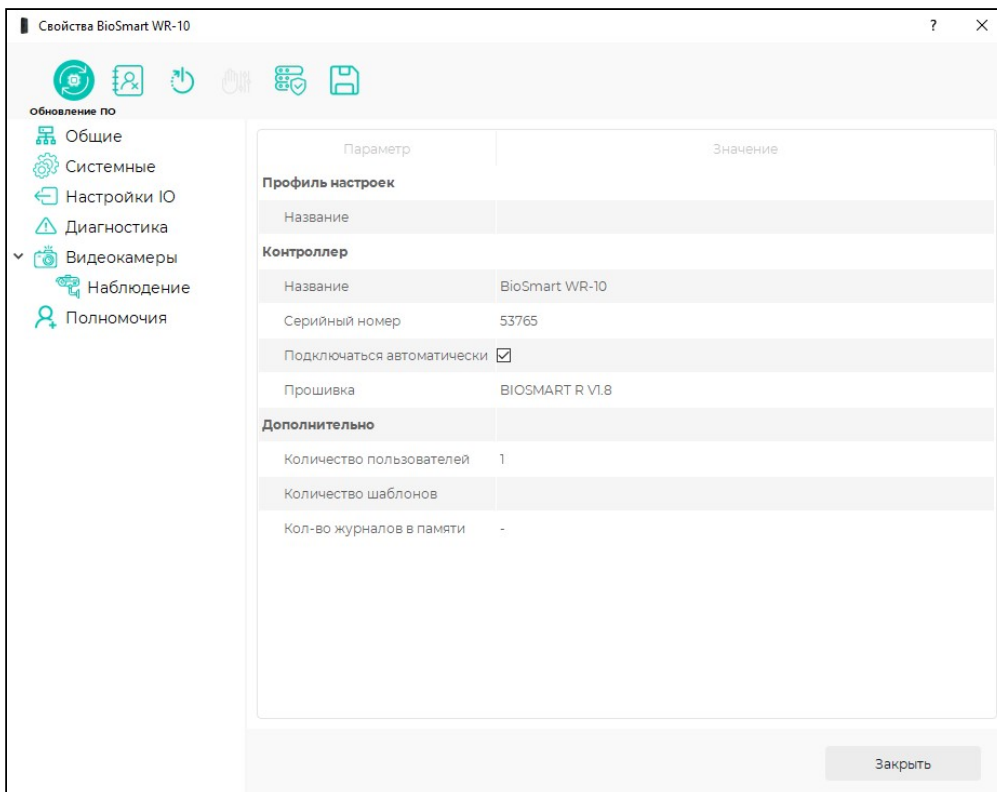 Свойства BioSmart WR-10
?
Обновление ПО
Общие
Системные
Настройки IO
Диагностика
Видеокамеры
Наблюдение
Полномочия
Параметр Значение
Профиль настроек
Название
Контроллер
Название BioSmart WR-10
Серийный номер 53765
Подключаться автоматически
Прошивка BIOSMART R V1.8
Дополнительно
Количество пользователей 1
Количество шаблонов
Кол-во журналов в памяти -
Закрыть